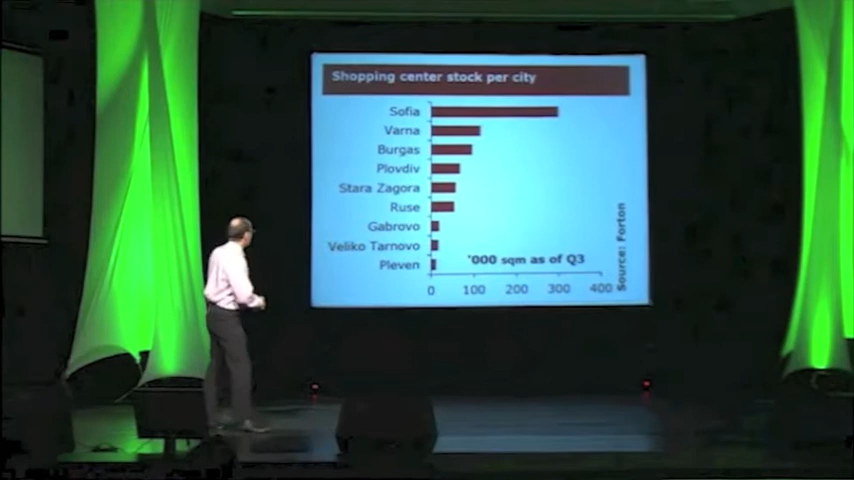 Shopping center stock per city
Sofia
Varna
Burgas
Plovdiv
Stara Zagora
Ruse
Gabrovo
Veliko Tarnovo
Pleven
'000 sqm as of Q3
0 100 200 300 400
Source: Forton